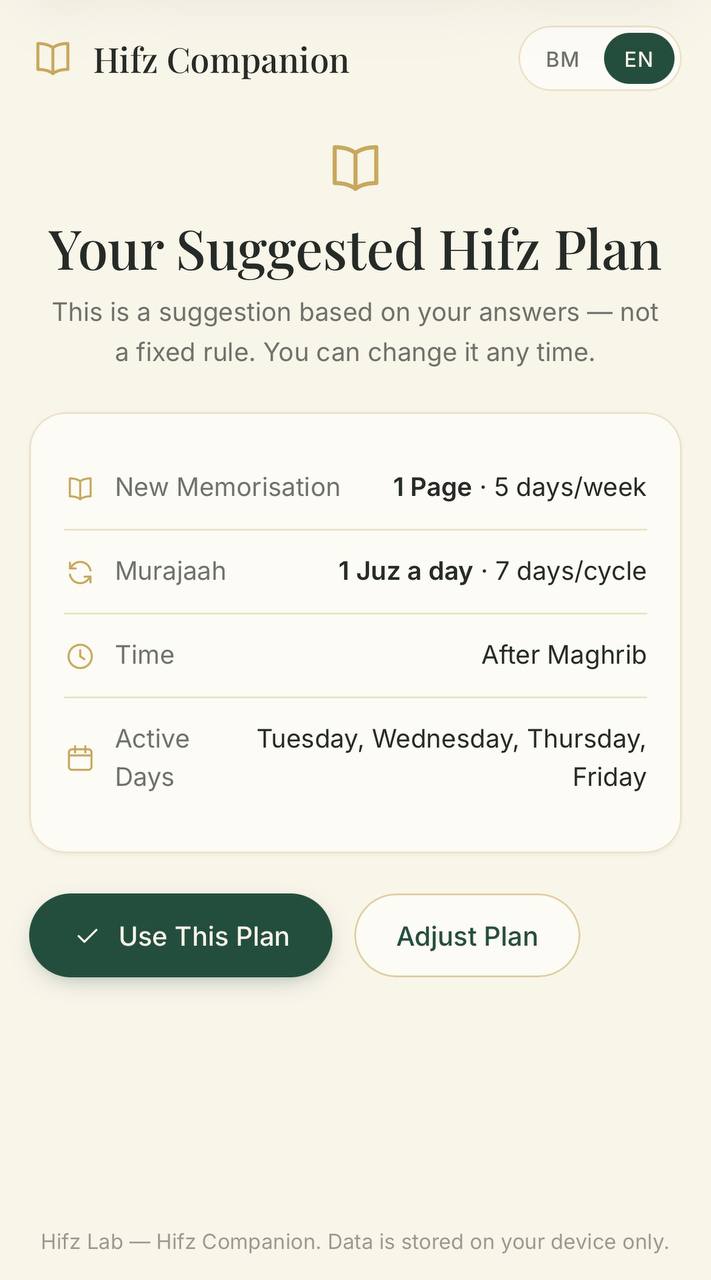 Hifz Companion
BM EN
Your Suggested Hifz Plan
This is a suggestion based on your answers — not
a fixed rule. You can change it any time.
New Memorisation 1 Page · 5 days/week
Murajaah 1 Juz a day · 7 days/cycle
Time After Maghrib
Active Days Tuesday, Wednesday, Thursday,
Friday
Use This Plan Adjust Plan
Hifz Lab — Hifz Companion. Data is stored on your device only.